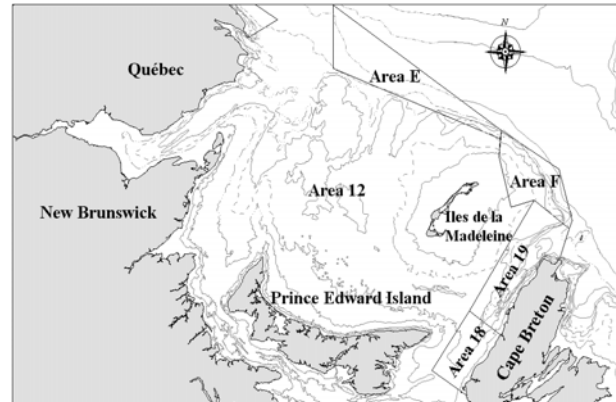 N
Québec
Area E
Area 12
Area F
New Brunswick
Îles de la
Madeleine
Area 19
Prince Edward Island
Area 18
Cape Breton